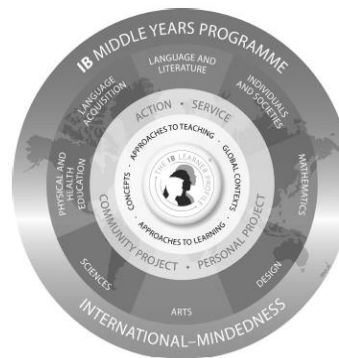 IB MIDDLE YEARS PROGRAMME
LANGUAGE AND
LITERATURE
LANGUAGE
ACQUISITION
INDIVIDUALS
AND SOCIETIES
PHYSICAL AND
HEALTH
EDUCATION
MATHEMATICS
SCIENCES
DESIGN
ARTS
ACTION • SERVICE
COMMUNITY PROJECT • PERSONAL PROJECT
APPROACHES TO TEACHING
CONCEPTS
GLOBAL CONTEXTS
APPROACHES TO LEARNING
THE IB LEARNER PROFILE
INTERNATIONAL–MINDEDNESS